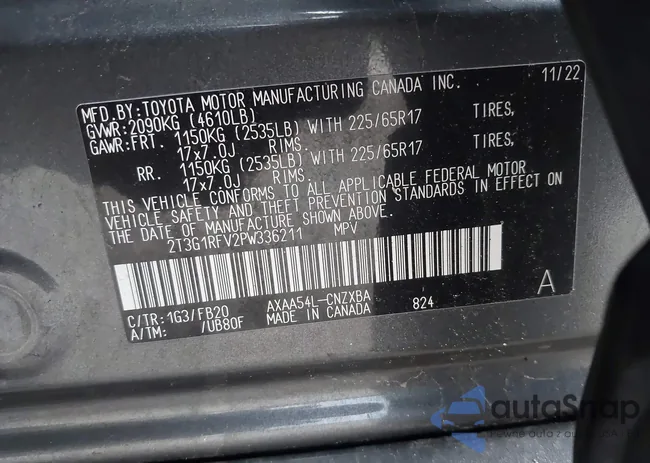 MFD.BY:TOYOTA MOTOR MANUFACTURING CANADA INC. 11/22
GVWR:2090KG (4610LB)
GAWR:FRT. 1150KG (2535LB) WITH 225/65R17 TIRES,
17x7.0J RIMS.
RR. 1150KG (2535LB) WITH 225/65R17 TIRES,
17x7.0J RIMS
THIS VEHICLE CONFORMS TO ALL APPLICABLE FEDERAL MOTOR
VEHICLE SAFETY AND THEFT PREVENTION STANDARDS IN EFFECT ON
THE DATE OF MANUFACTURE SHOWN ABOVE.
2T3G1RFV2PW336211 MPV
C/TR:1G3/FB20 AXAA54L-CNZXBA 824 A
A/TM: /UB80F MADE IN CANADA
autoSnap